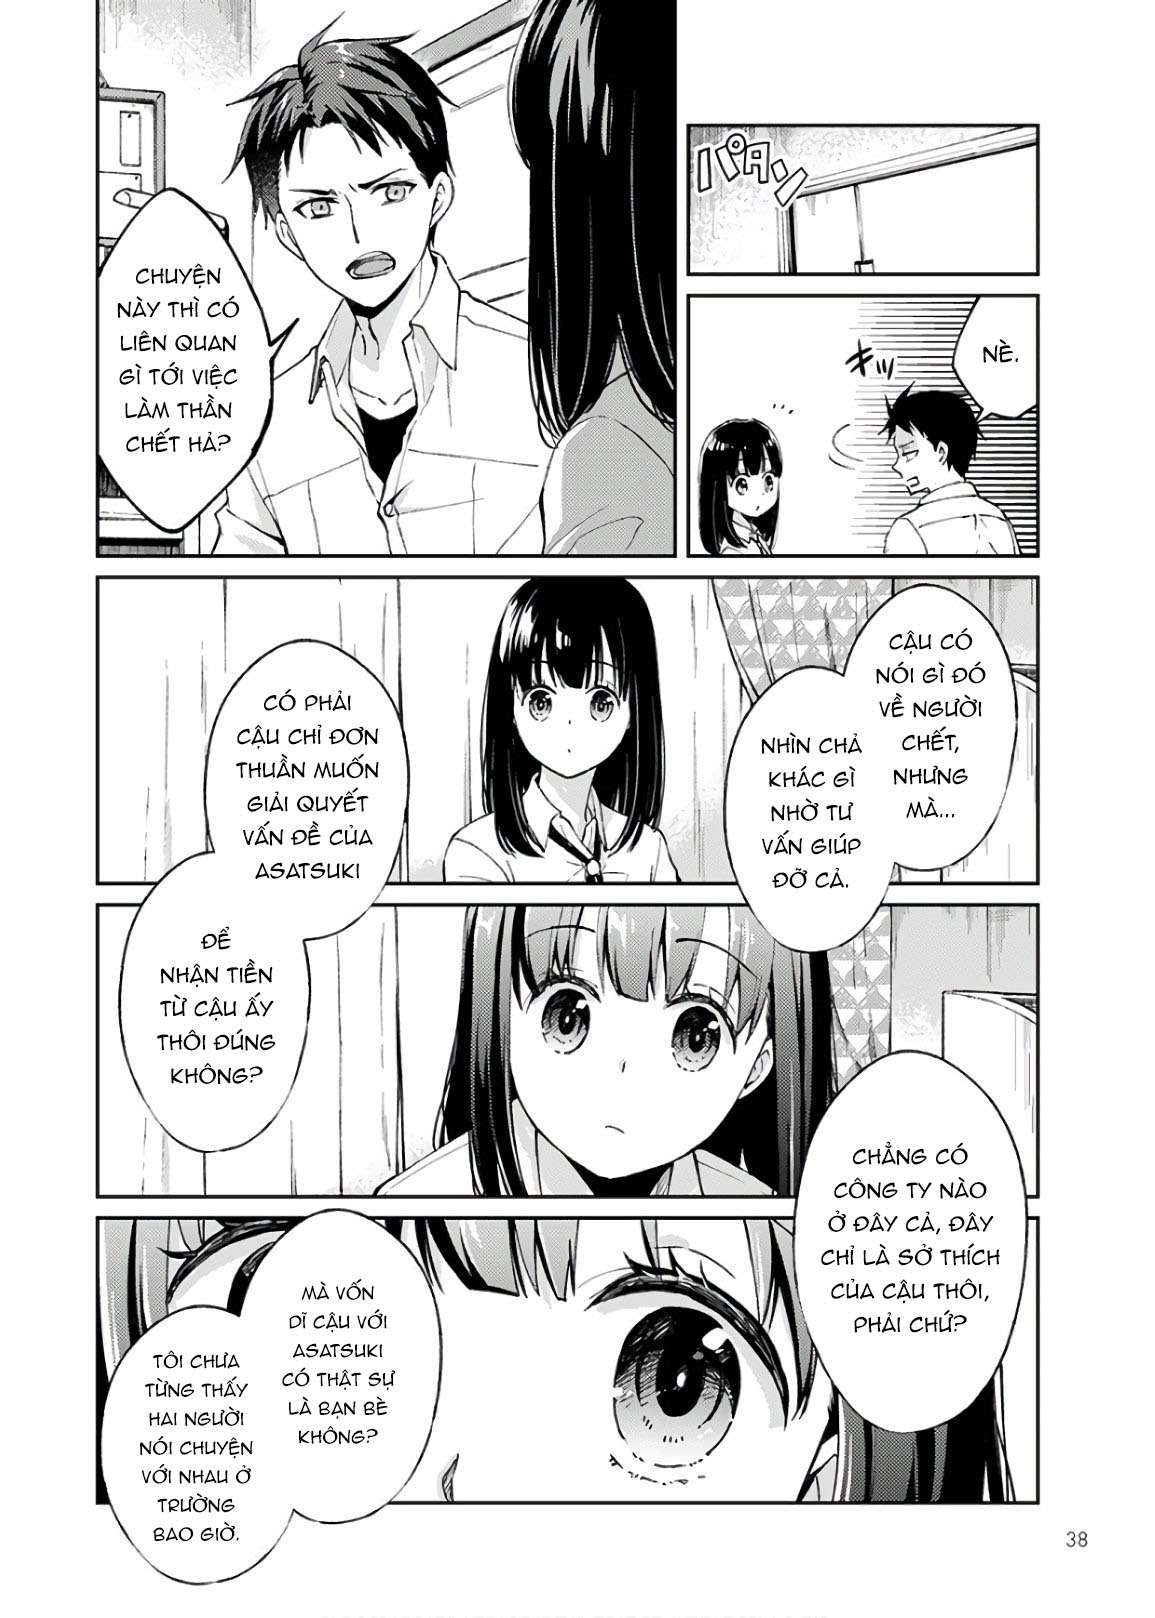 パタン
NÈ.
キッ
CHUYỆN
NÀY THÌ CÓ
LIÊN QUAN
GÌ TỚI VIỆC
LÀM THẦN
CHẾT HẢ?
CẬU CÓ
NÓI GÌ ĐÓ
VỀ NGƯỜI
CHẾT,
NHƯNG
MÀ...
NHÌN CHẢ
KHÁC GÌ
NHỜ TƯ
VẤN GIÚP
ĐỠ CẢ.
CÓ PHẢI
CẬU CHỈ ĐƠN
THUẦN MUỐN
GIẢI QUYẾT
VẤN ĐỀ CỦA
ASATSUKI
ĐỂ
NHẬN TIỀN
TỪ CẬU ẤY
THÔI ĐÚNG
KHÔNG?
CHẲNG CÓ
CÔNG TY NÀO
Ở ĐÂY CẢ, ĐÂY
CHỈ LÀ SỞ THÍCH
CỦA CẬU THÔI,
PHẢI CHỨ?
MÀ VỐN
DĨ CẬU VỚI
ASATSUKI
CÓ THẬT SỰ
LÀ BẠN BÈ
KHÔNG?
TÔI CHƯA
TỪNG THẤY
HAI NGƯỜI
NÓI CHUYỆN
VỚI NHAU Ở
TRƯỜNG
BAO GIỜ.
38